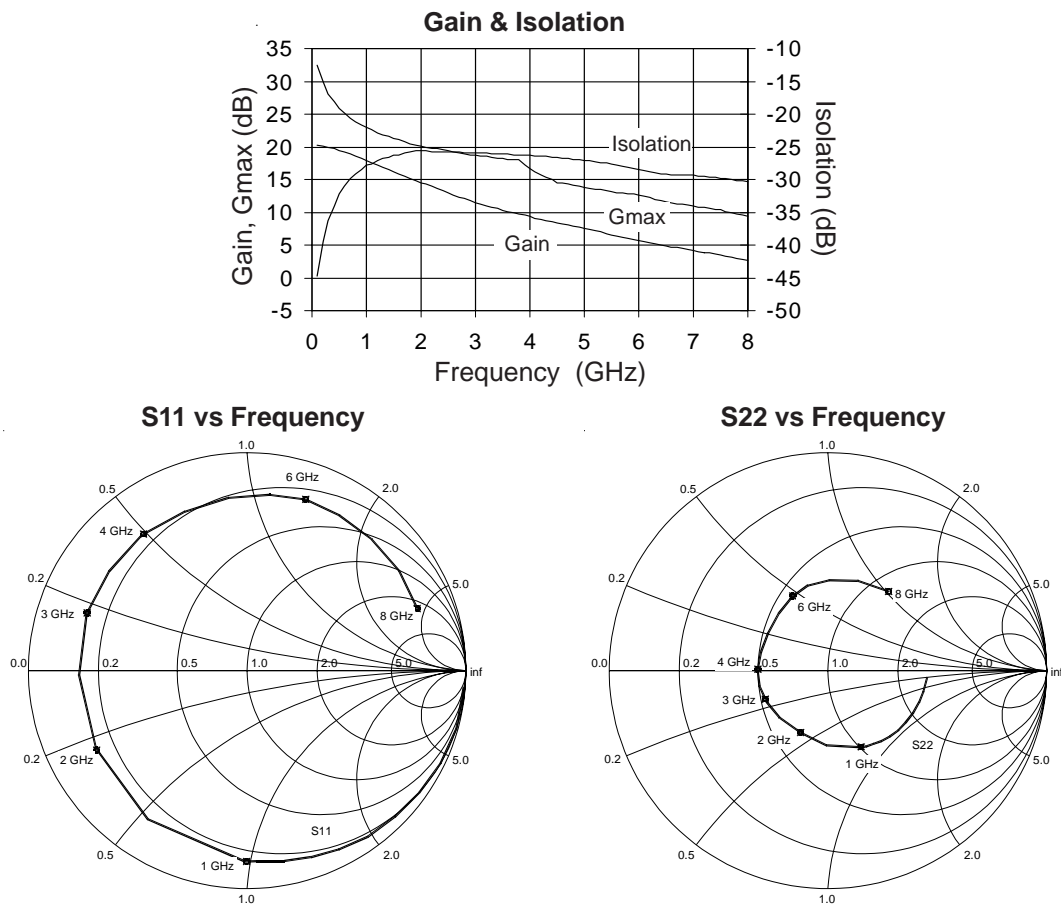 Gain & Isolation
35
30
25
20
15
10
5
0
-5
Gain, Gmax (dB)
-10
-15
-20
-25
-30
-35
-40
-45
-50
Isolation (dB)
Isolation
Gmax
Gain
0 1 2 3 4 5 6 7 8
Frequency (GHz)
S11 vs Frequency
1.0
6 GHz
0.5
2.0
4 GHz
0.2
5.0
3 GHz
8 GHz
0.0 0.2 0.5 1.0 2.0 5.0 inf
2 GHz
0.2
5.0
S11
0.5
1 GHz
2.0
1.0
S22 vs Frequency
1.0
0.5
2.0
0.2
5.0
8 GHz
6 GHz
0.0 0.2 4 GHz 0.5 1.0 2.0 5.0 inf
3 GHz
2 GHz
S22
0.2
5.0
1 GHz
0.5
2.0
1.0